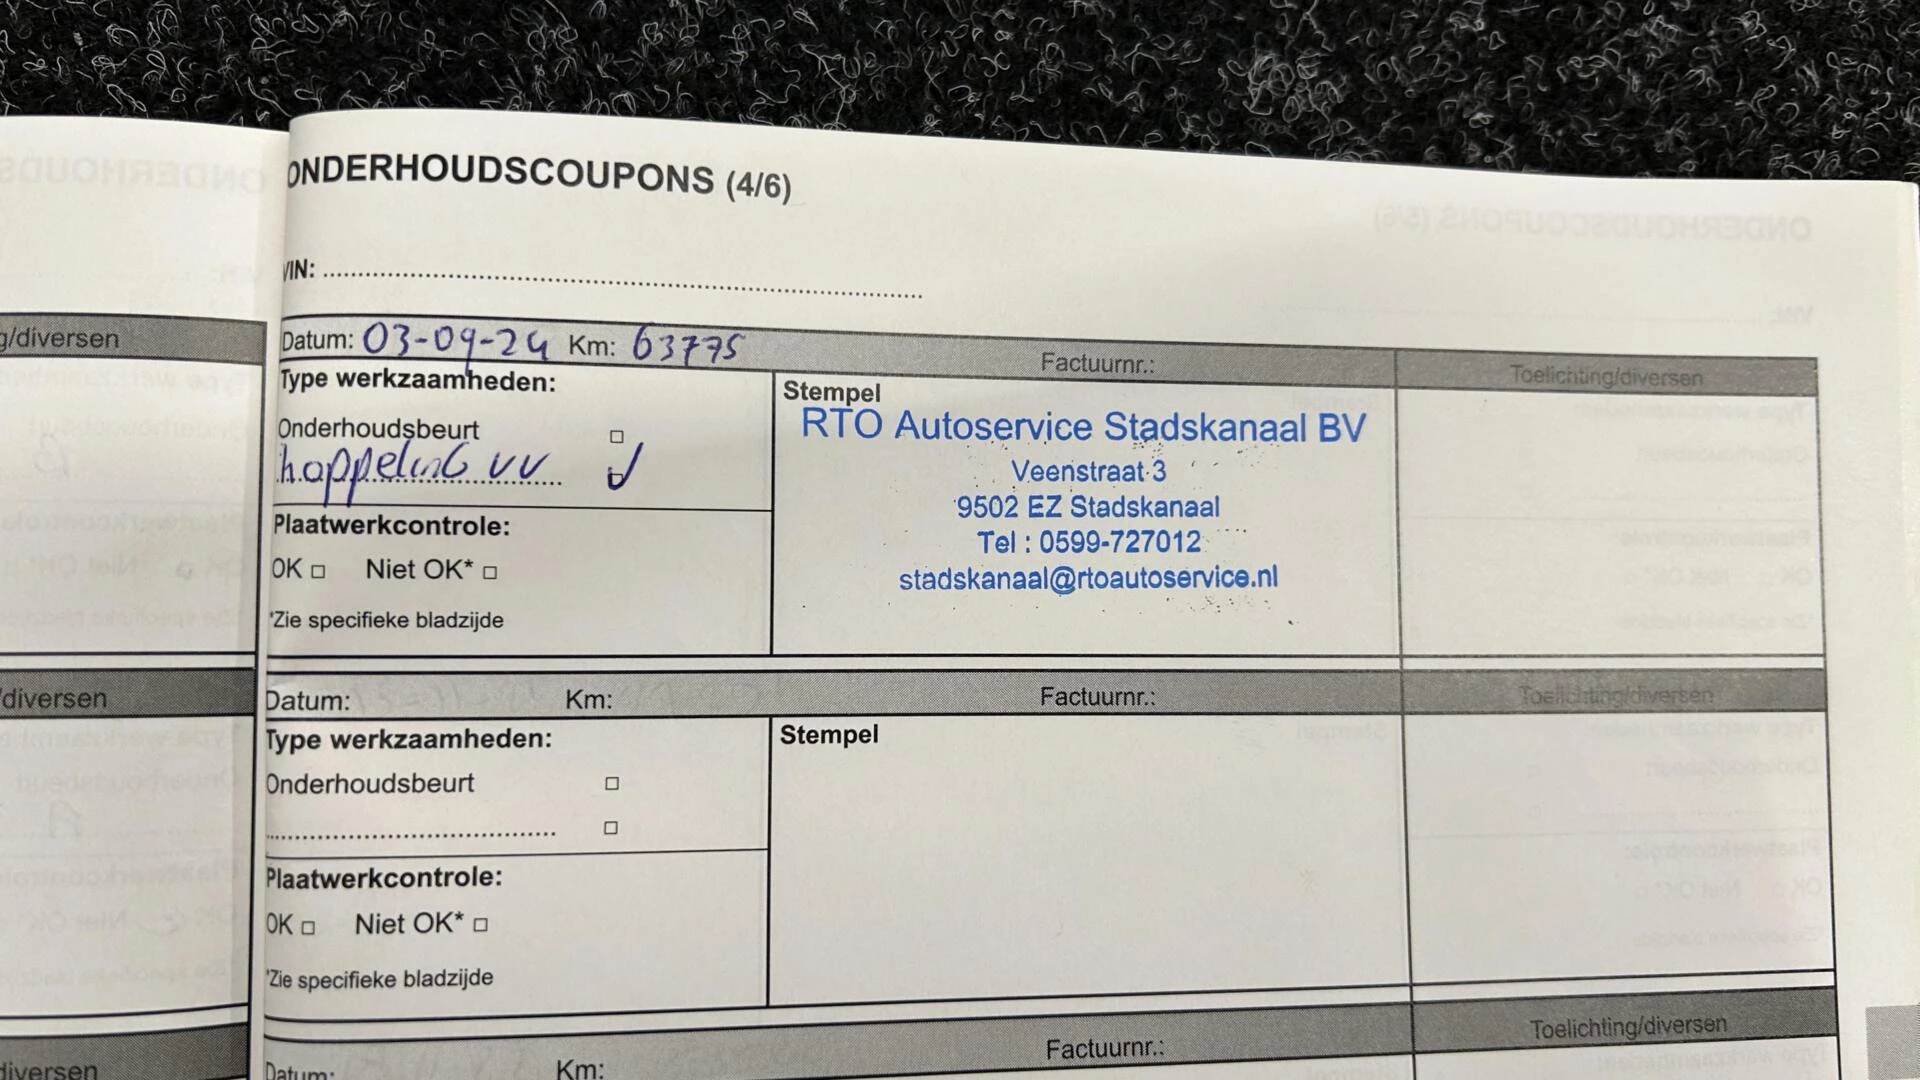 g/diversen
ONDERHOUDSCOUPONS (4/6)
VIN:
Datum: 03-09-24 Km: 63775 Factuurnr.: Toelichting/diversen
Type werkzaamheden:
Onderhoudsbeurt
koppeling vv
Plaatwerkcontrole:
OK Niet OK*
*Zie specifieke bladzijde
Stempel
RTO Autoservice Stadskanaal BV
Veenstraat 3
9502 EZ Stadskanaal
Tel : 0599-727012
stadskanaal@rtoautoservice.nl
/diversen
Datum: Km: Factuurnr.: Toelichting/diversen
Type werkzaamheden:
Onderhoudsbeurt
Plaatwerkcontrole:
OK Niet OK*
*Zie specifieke bladzijde
Stempel
diversen
Datum: Km: Factuurnr.: Toelichting/diversen